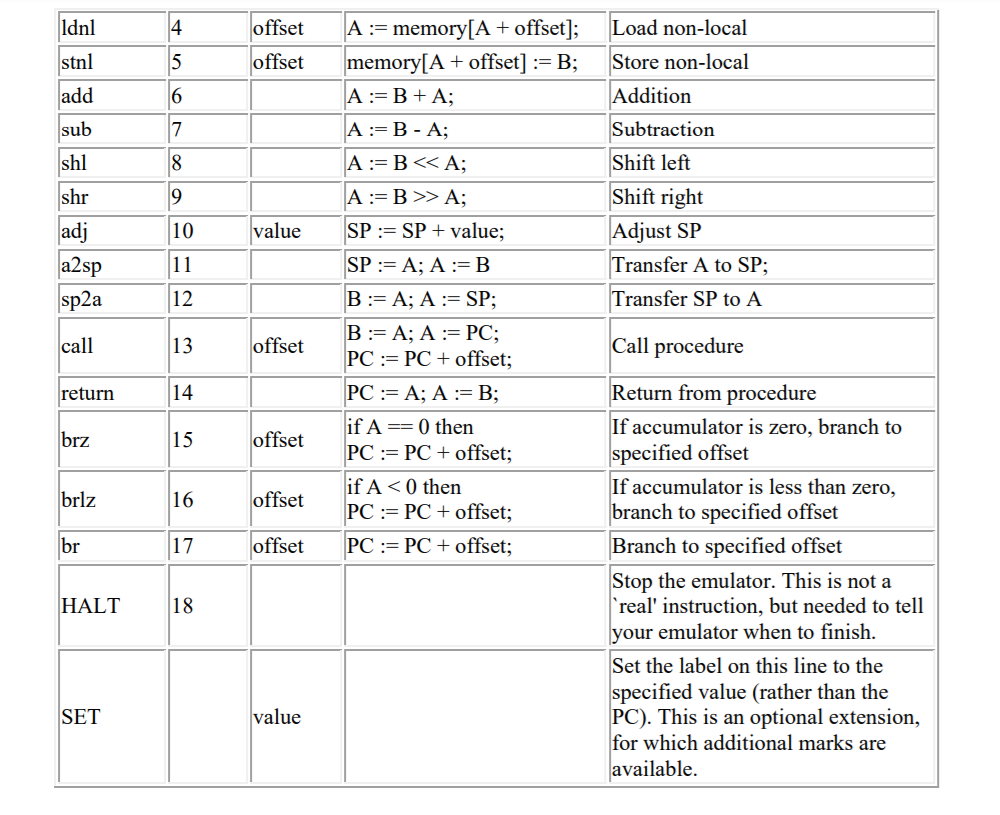 ldnl 4 offset A := memory[A + offset]; Load non-local
stnl 5 offset memory[A + offset] := B; Store non-local
add 6 A := B + A; Addition
sub 7 A := B - A; Subtraction
shl 8 A := B << A; Shift left
shr 9 A := B >> A; Shift right
adj 10 value SP := SP + value; Adjust SP
a2sp 11 SP := A; A := B Transfer A to SP;
sp2a 12 B := A; A := SP; Transfer SP to A
call 13 offset B := A; A := PC;
PC := PC + offset; Call procedure
return 14 PC := A; A := B; Return from procedure
brz 15 offset if A == 0 then
PC := PC + offset; If accumulator is zero, branch to
specified offset
brlz 16 offset if A < 0 then
PC := PC + offset; If accumulator is less than zero,
branch to specified offset
br 17 offset PC := PC + offset; Branch to specified offset
HALT 18 Stop the emulator. This is not a
`real' instruction, but needed to tell
your emulator when to finish.
SET value Set the label on this line to the
specified value (rather than the
PC). This is an optional extension,
for which additional marks are
available.